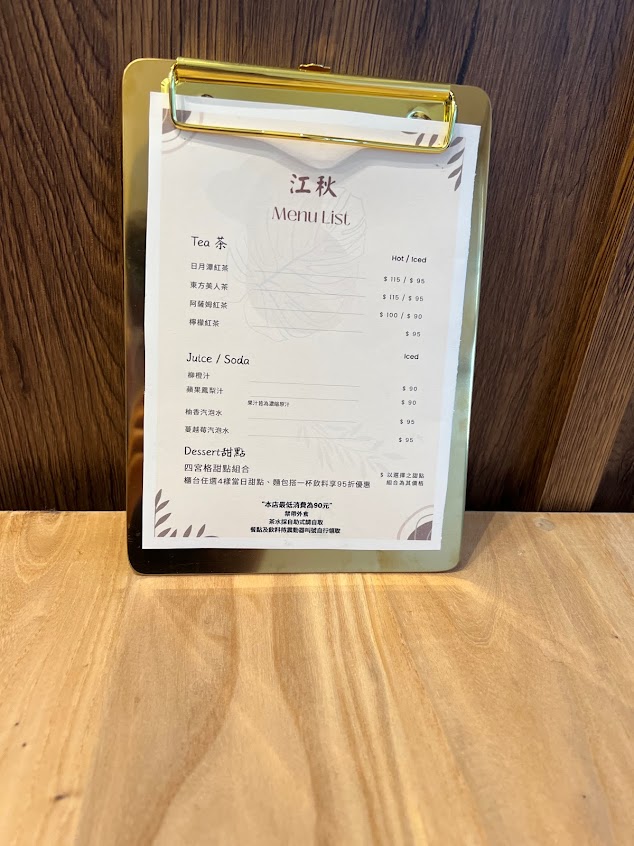 江秋
Menu List
Tea 茶
Hot / Iced
日月潭紅茶 $ 115 / $ 95
東方美人茶 $ 115 / $ 95
阿薩姆紅茶 $ 100 / $ 90
檸檬紅茶 $ 95
Juice / Soda
Iced
柳橙汁 $ 90
蘋果鳳梨汁 $ 90
果汁皆為濃縮原汁
柚香汽泡水 $ 95
蔓越莓汽泡水 $ 95
Dessert甜點
四宮格甜點組合
櫃台任選4樣當日甜點、麵包搭一杯飲料享95折優惠
$ 以選擇之甜點
組合為其價格
"本店最低消費為90元"
禁帶外食
茶水採自助式請自取
餐點及飲料將震動器叫號自行領取